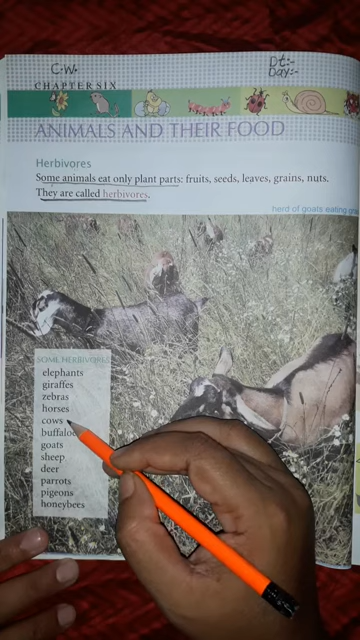 C.W.
Dt:-
Day:-
CHAPTER SIX
ANIMALS AND THEIR FOOD
Herbivores
Some animals eat only plant parts: fruits, seeds, leaves, grains, nuts.
They are called herbivores.
herd of goats eating
SOME HERBIVORES
elephants
giraffes
zebras
horses
cows
buffaloe
goats
sheep
deer
parrots
pigeons
honeybees